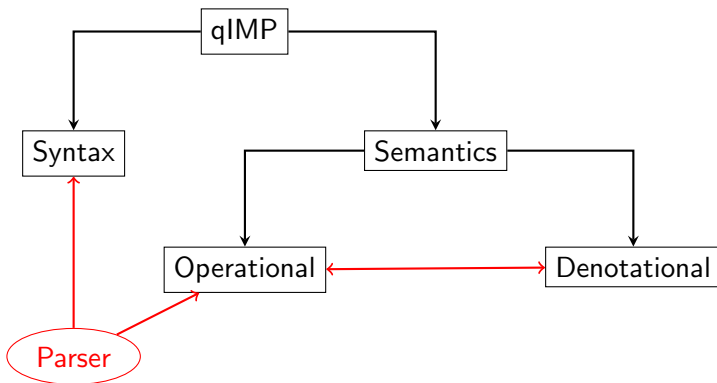 qIMP
Syntax
Semantics
Operational
Denotational
Parser